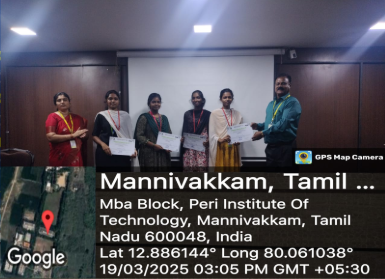 GPS Map Camera
Mannivakkam, Tamil ...
Mba Block, Peri Institute Of
Technology, Mannivakkam, Tamil
Nadu 600048, India
Lat 12.886144° Long 80.061038°
19/03/2025 03:05 PM GMT +05:30
Google